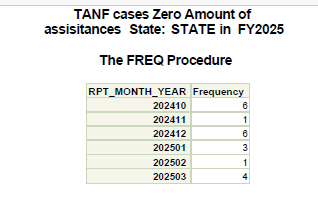 TANF cases Zero Amount of
assisitances State: STATE in FY2025
The FREQ Procedure
RPT_MONTH_YEAR Frequency
202410 6
202411 1
202412 6
202501 3
202502 1
202503 4